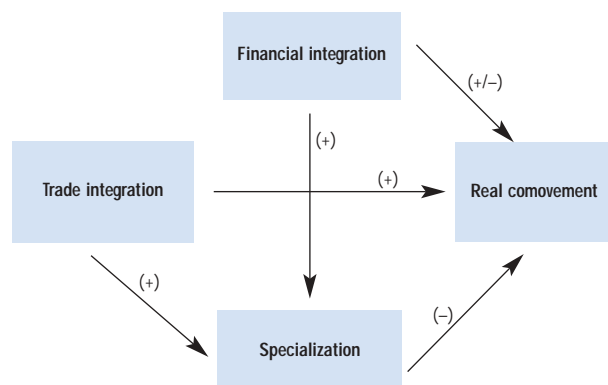 Financial integration
(+/–)
(+)
Trade integration
(+)
Real comovement
(+)
(–)
Specialization